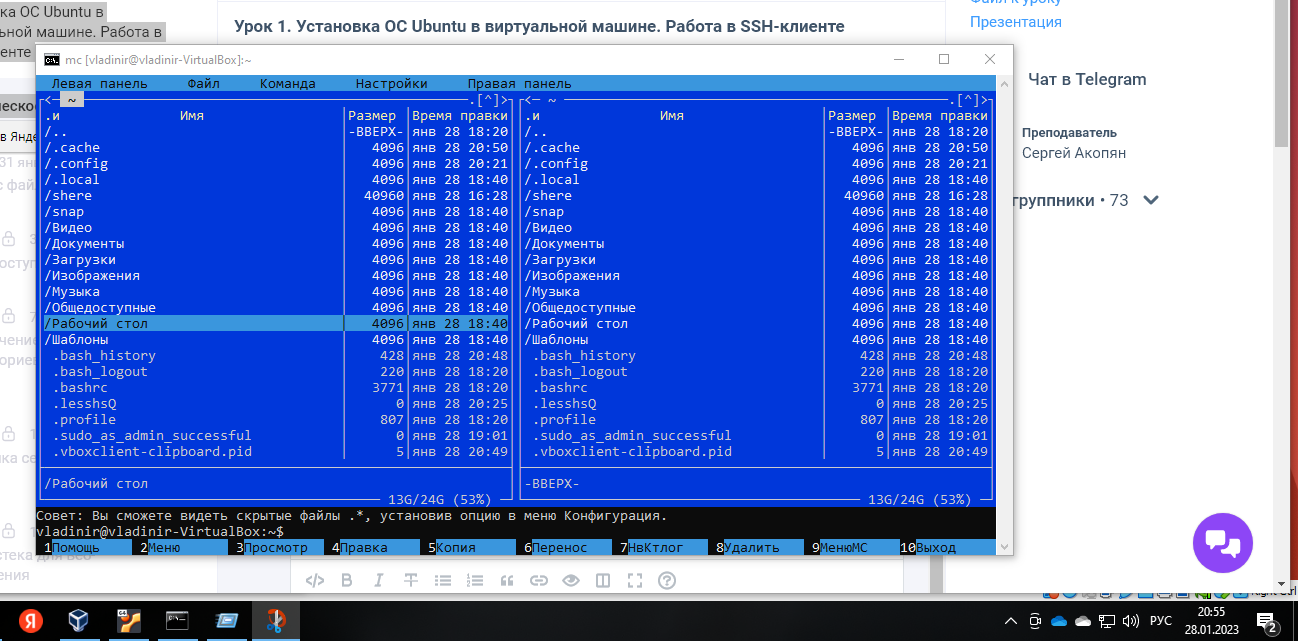 ка ОС Ubuntu в
льной машине. Работа в
енте
Урок 1. Установка ОС Ubuntu в виртуальной машине. Работа в SSH-клиенте
Презентация
Чат в Telegram
Преподаватель
Сергей Акопян
группники • 73
mc [vladinir@vladinir-VirtualBox]:~
Левая панель Файл Команда Настройки Правая панель
<─ ~ ─.[^]> <─ ~ ─.[^]>
.и Имя Размер Время правки .и Имя Размер Время правки
/.. -ВВЕРХ- янв 28 18:20 /.. -ВВЕРХ- янв 28 18:20
/.cache 4096 янв 28 20:50 /.cache 4096 янв 28 20:50
/.config 4096 янв 28 20:21 /.config 4096 янв 28 20:21
/.local 4096 янв 28 18:40 /.local 4096 янв 28 18:40
/shere 40960 янв 28 16:28 /shere 40960 янв 28 16:28
/snap 4096 янв 28 18:40 /snap 4096 янв 28 18:40
/Видео 4096 янв 28 18:40 /Видео 4096 янв 28 18:40
/Документы 4096 янв 28 18:40 /Документы 4096 янв 28 18:40
/Загрузки 4096 янв 28 18:40 /Загрузки 4096 янв 28 18:40
/Изображения 4096 янв 28 18:40 /Изображения 4096 янв 28 18:40
/Музыка 4096 янв 28 18:40 /Музыка 4096 янв 28 18:40
/Общедоступные 4096 янв 28 18:40 /Общедоступные 4096 янв 28 18:40
/Рабочий стол 4096 янв 28 18:40 /Рабочий стол 4096 янв 28 18:40
/Шаблоны 4096 янв 28 18:40 /Шаблоны 4096 янв 28 18:40
.bash_history 428 янв 28 20:48 .bash_history 428 янв 28 20:48
.bash_logout 220 янв 28 18:20 .bash_logout 220 янв 28 18:20
.bashrc 3771 янв 28 18:20 .bashrc 3771 янв 28 18:20
.lesshsQ 0 янв 28 20:25 .lesshsQ 0 янв 28 20:25
.profile 807 янв 28 18:20 .profile 807 янв 28 18:20
.sudo_as_admin_successful 0 янв 28 19:01 .sudo_as_admin_successful 0 янв 28 19:01
.vboxclient-clipboard.pid 5 янв 28 20:49 .vboxclient-clipboard.pid 5 янв 28 20:49
/Рабочий стол -ВВЕРХ-
13G/24G (53%) 13G/24G (53%)
Совет: Вы сможете видеть скрытые файлы .*, установив опцию в меню Конфигурация.
vladinir@vladinir-VirtualBox:~$
1Помощь 2Меню 3Просмотр 4Правка 5Копия 6Перенос 7НвКтлог 8Удалить 9МенюМС 10Выход
Right Ctrl
20:55
РУС
28.01.2023
2